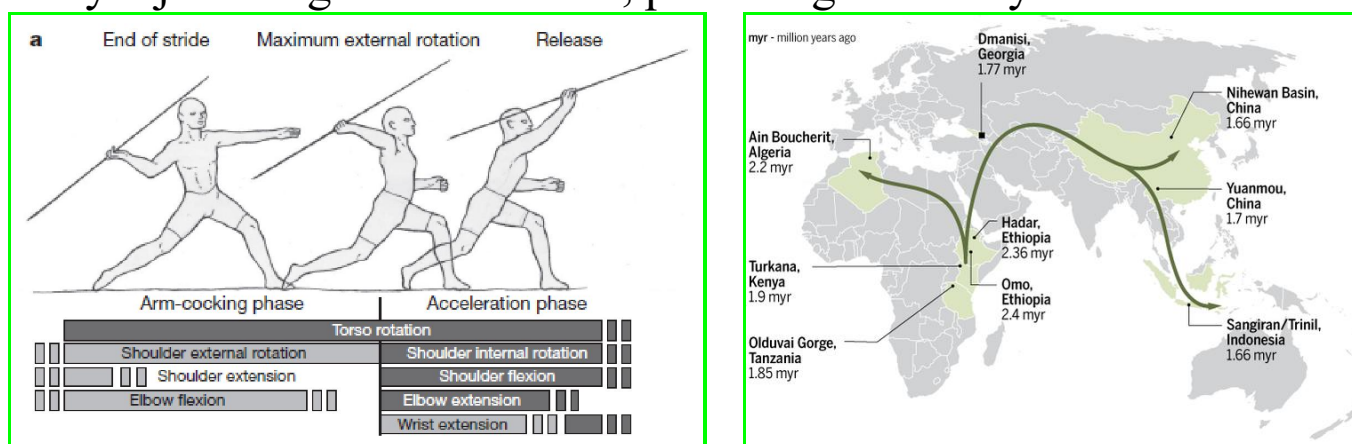 a End of stride Maximum external rotation Release
Arm-cocking phase Acceleration phase
Torso rotation
Shoulder external rotation Shoulder internal rotation
Shoulder extension Shoulder flexion
Elbow flexion Elbow extension
Wrist extension
myr - million years ago
Dmanisi,
Georgia
1.77 myr
Nihewan Basin,
China
1.66 myr
Ain Boucherit,
Algeria
2.2 myr
Yuanmou,
China
1.7 myr
Hadar,
Ethiopia
2.36 myr
Turkana,
Kenya
1.9 myr
Omo,
Ethiopia
2.4 myr
Olduvai Gorge,
Tanzania
1.85 myr
Sangiran/Trinil,
Indonesia
1.66 myr